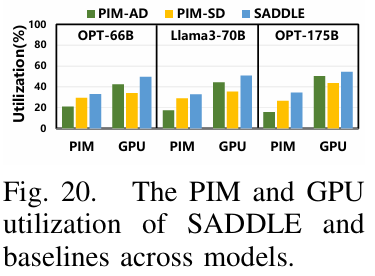 PIM-AD PIM-SD SADDLE
Utilization(%)
100
80
60
40
20
0
OPT-66B Llama3-70B OPT-175B
PIM GPU PIM GPU PIM GPU
Fig. 20. The PIM and GPU
utilization of SADDLE and
baselines across models.